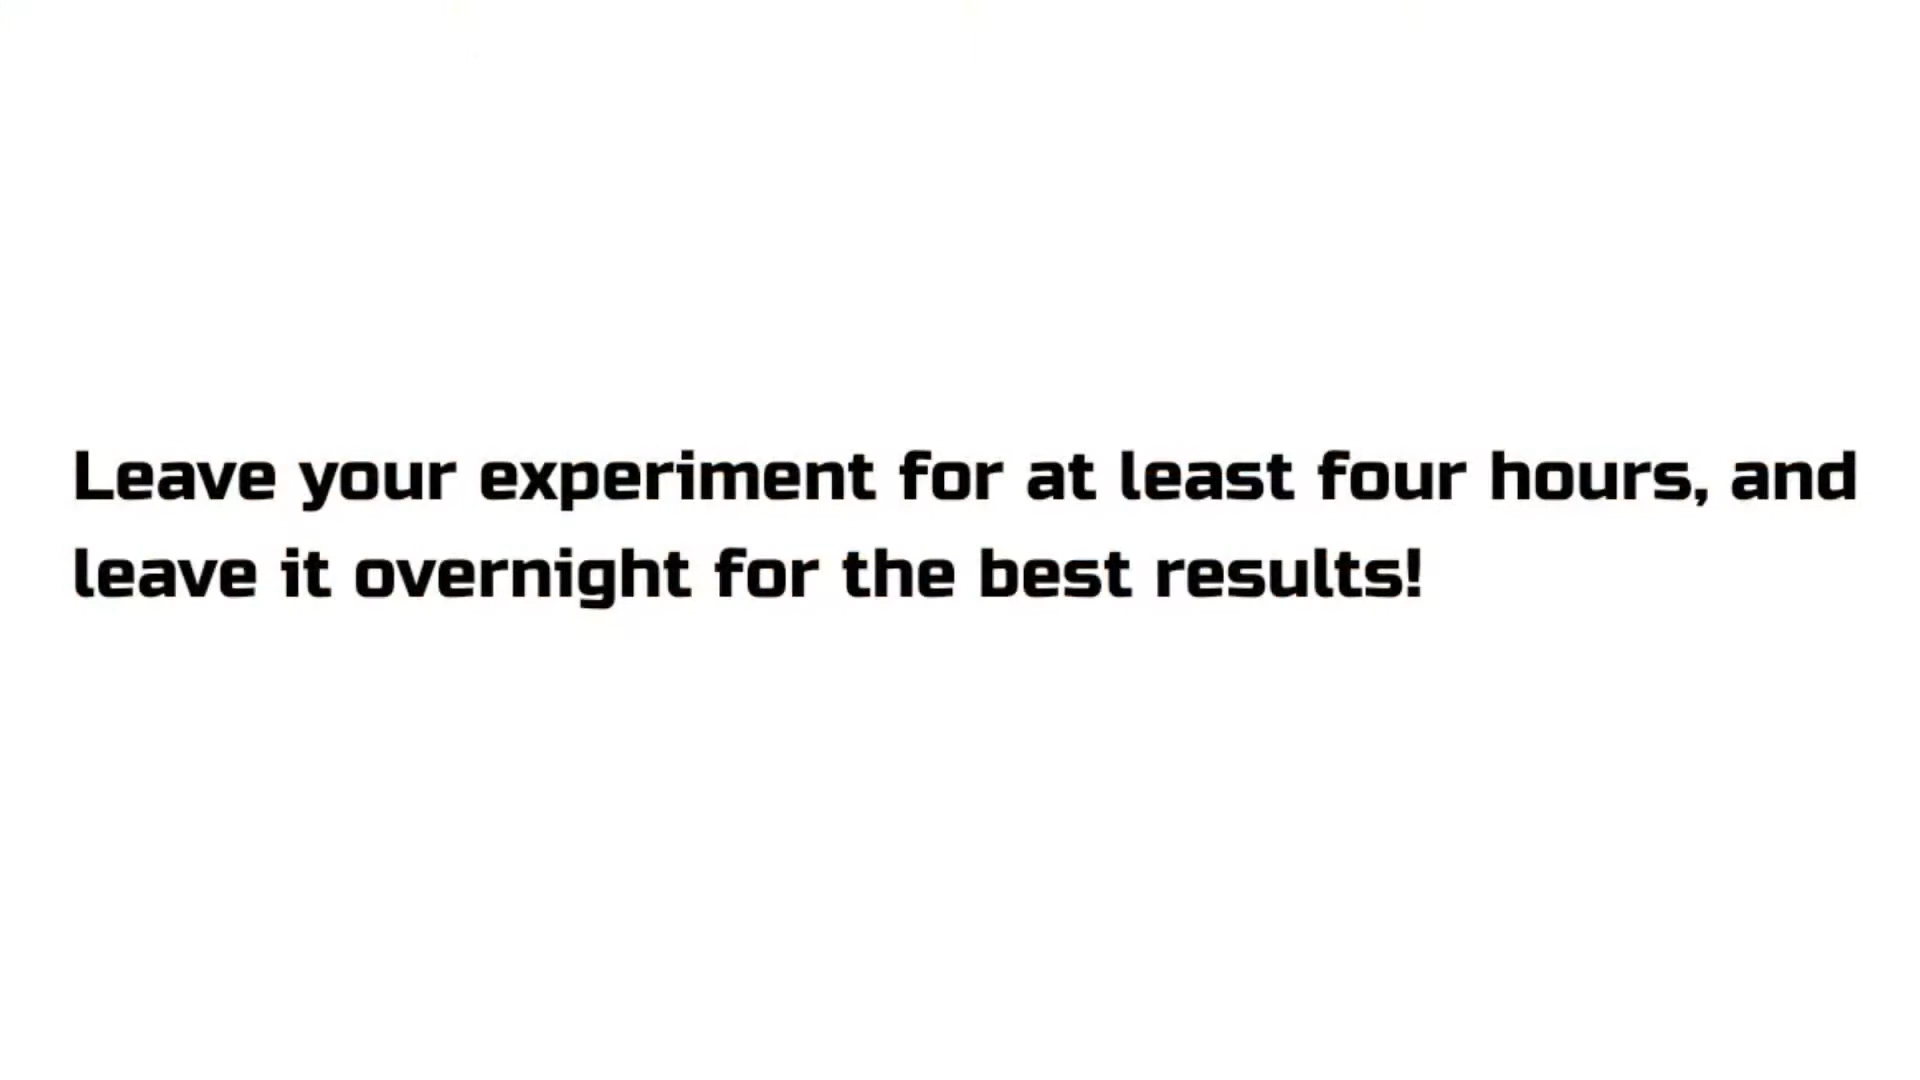 Leave your experiment for at least four hours, and
leave it overnight for the best results!